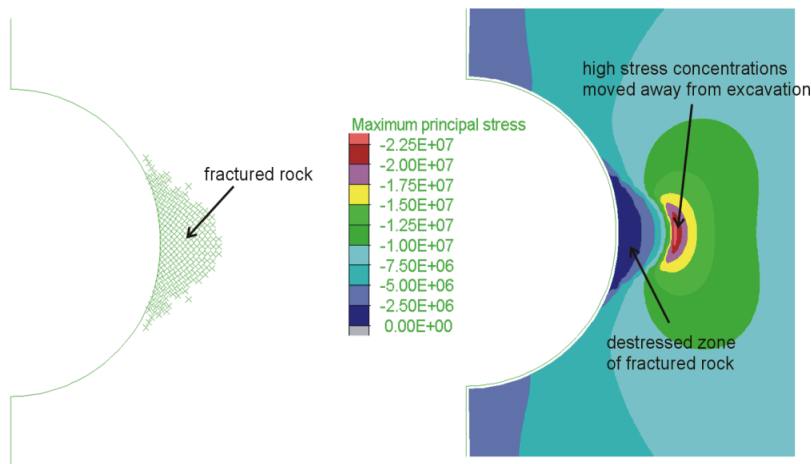 fractured rock
Maximum principal stress
-2.25E+07
-2.00E+07
-1.75E+07
-1.50E+07
-1.25E+07
-1.00E+07
-7.50E+06
-5.00E+06
-2.50E+06
0.00E+00
high stress concentrations
moved away from excavation
destressed zone
of fractured rock